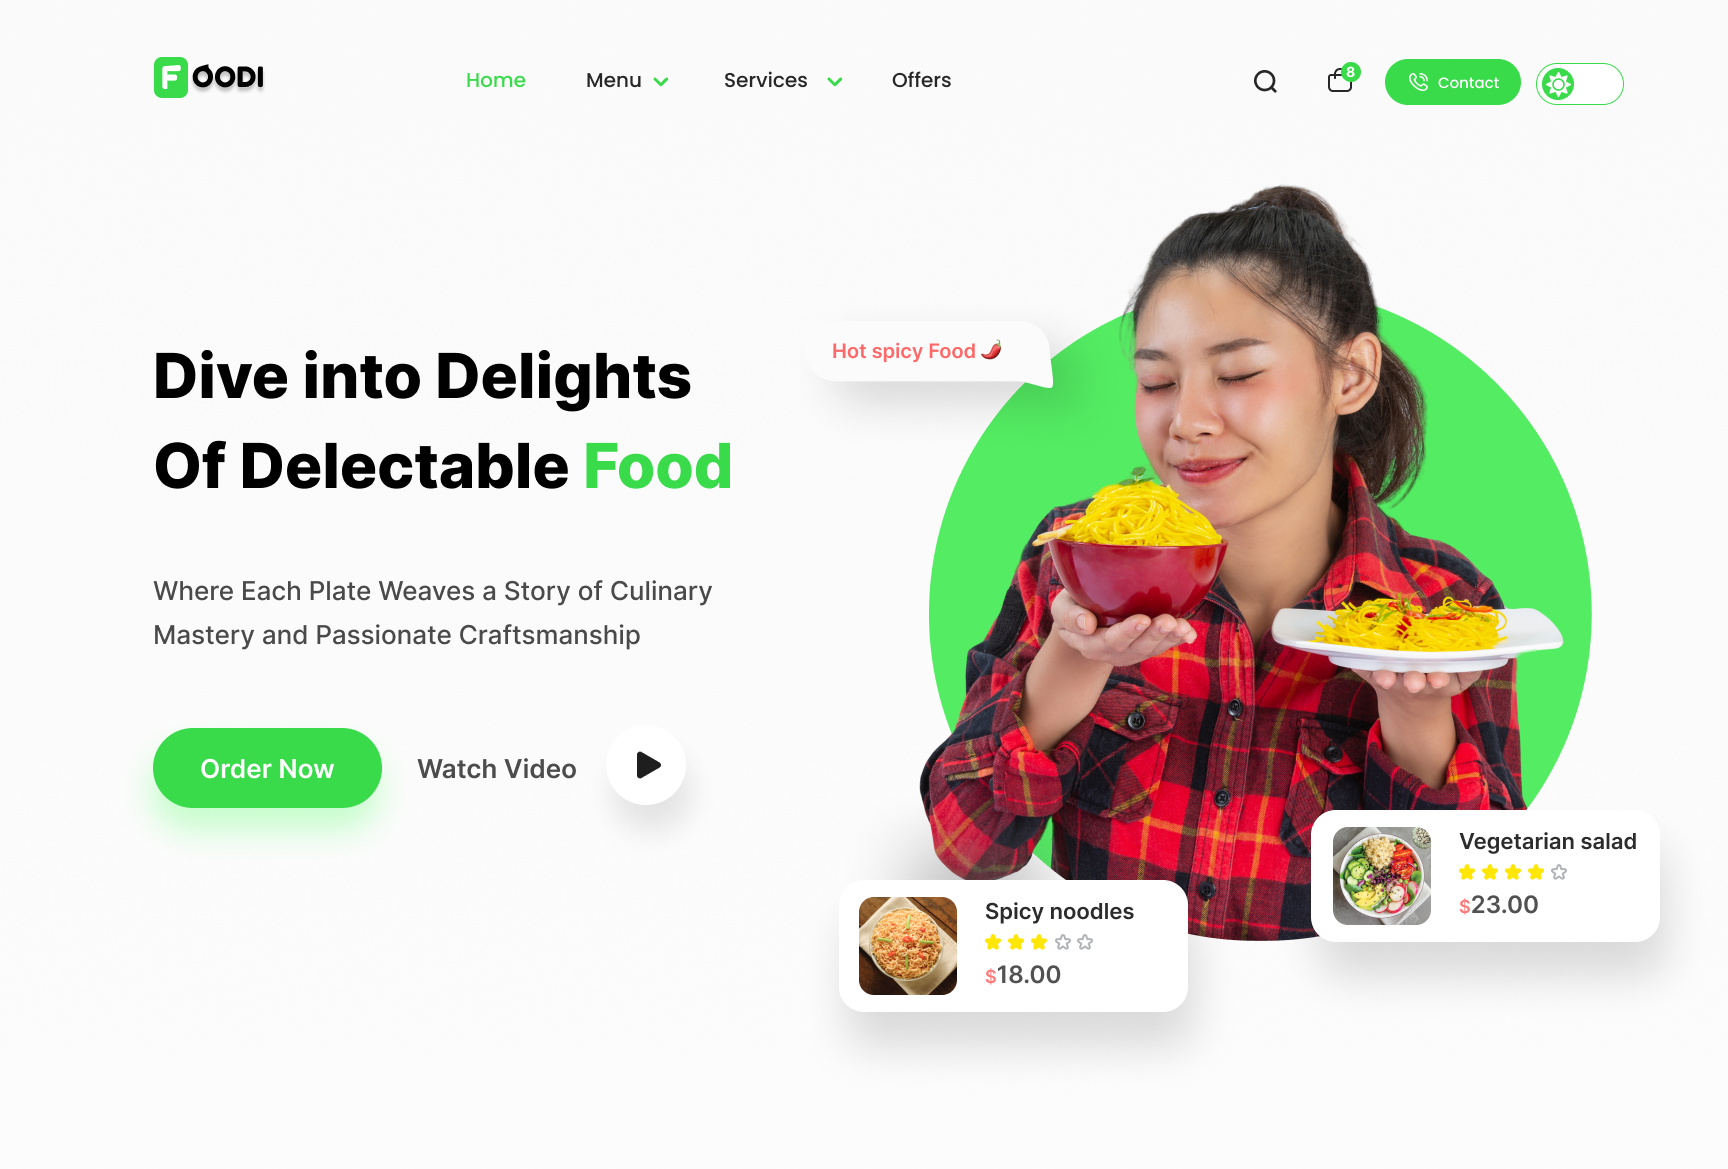 FOODI
Home
Menu
Services
Offers
8
Contact
Hot spicy Food 🌶️
Dive into Delights
Of Delectable Food
Where Each Plate Weaves a Story of Culinary
Mastery and Passionate Craftsmanship
Order Now
Watch Video
Vegetarian salad
$23.00
Spicy noodles
$18.00